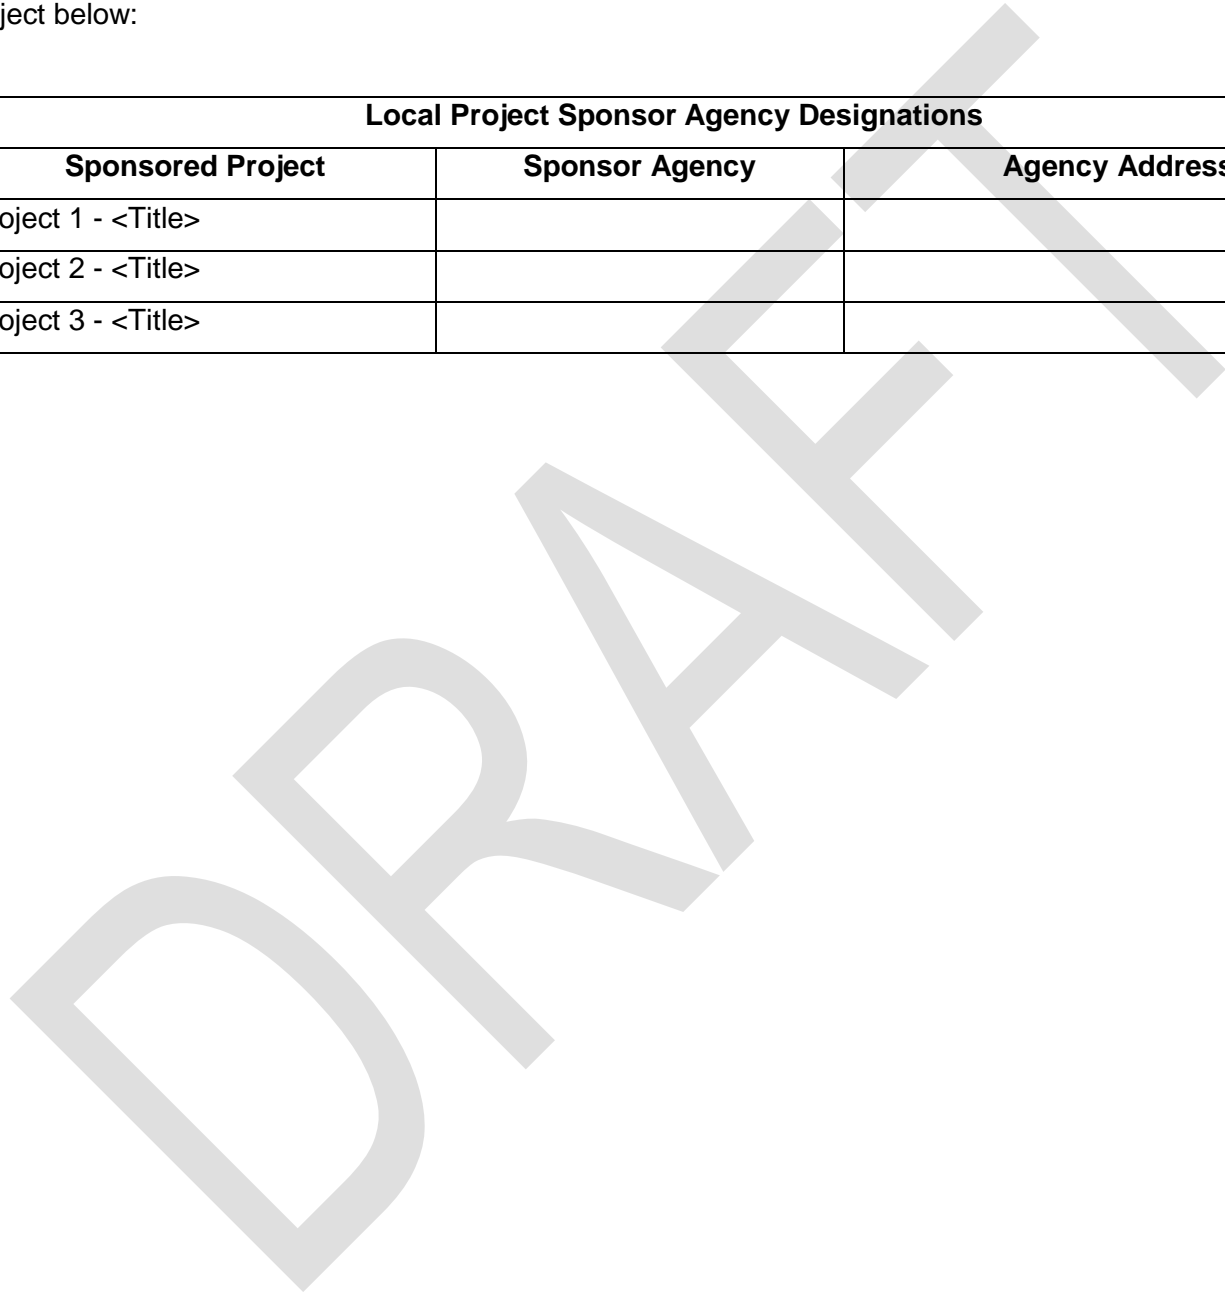 ject below:
Local Project Sponsor Agency Designations
Sponsored Project Sponsor Agency Agency Address
oject 1 - <Title>
oject 2 - <Title>
oject 3 - <Title>
DRAFT